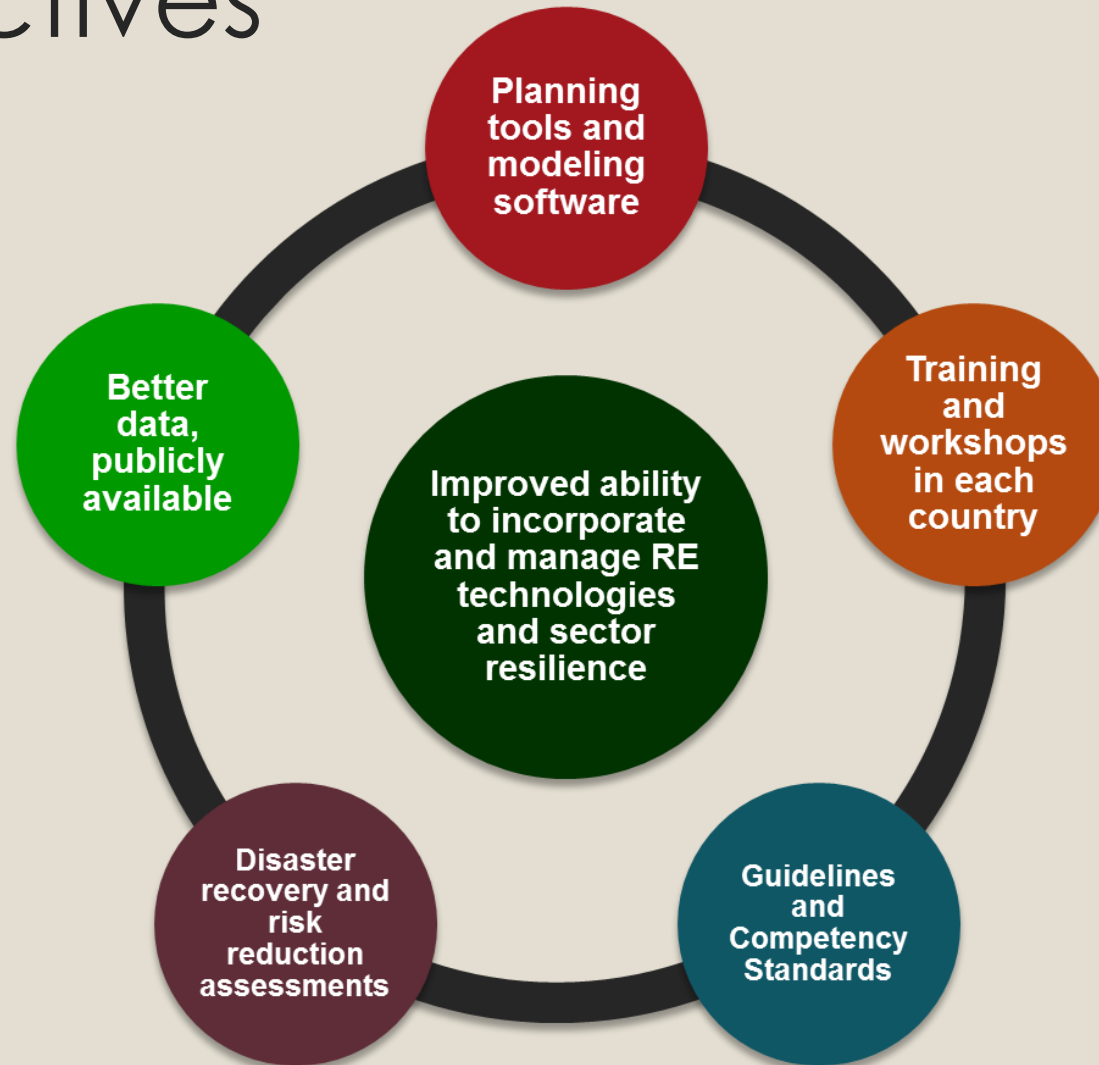 Planning
tools and
modeling
software
Training
and
workshops
in each
country
Guidelines
and
Competency
Standards
Disaster
recovery and
risk
reduction
assessments
Better
data,
publicly
available
Improved ability
to incorporate
and manage RE
technologies
and sector
resilience